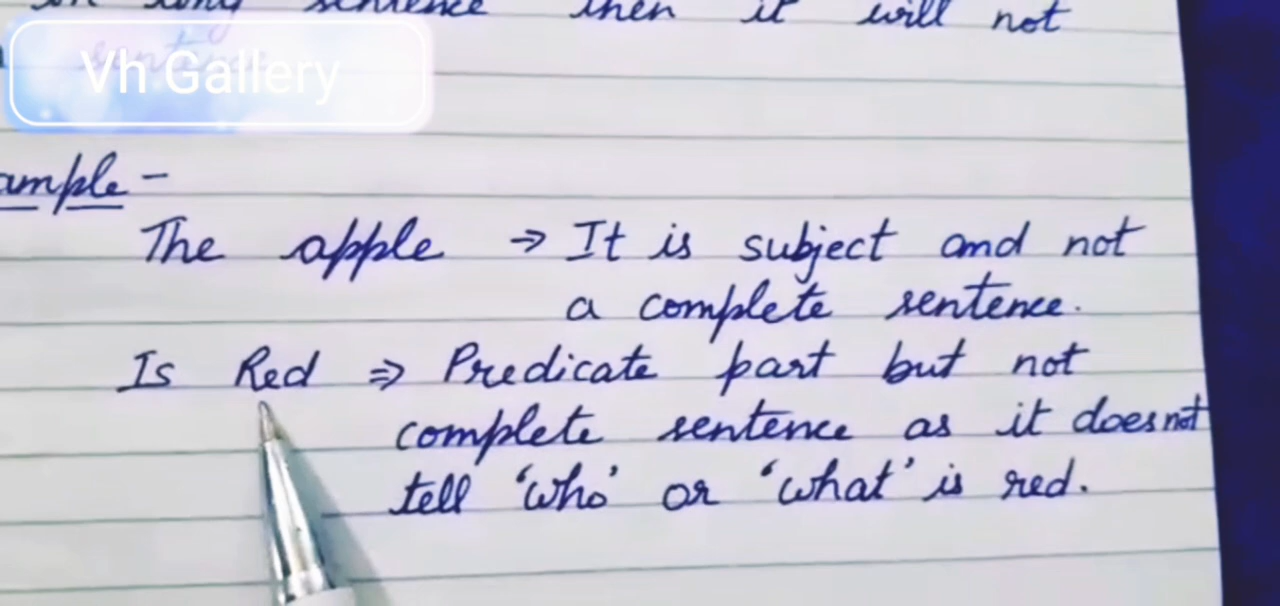 sentence then it will not
Vh Gallery
ample -
The apple → It is subject and not
a complete sentence.
Is Red ⇒ Predicate part but not
complete sentence as it does not
tell 'who' or 'what' is red.